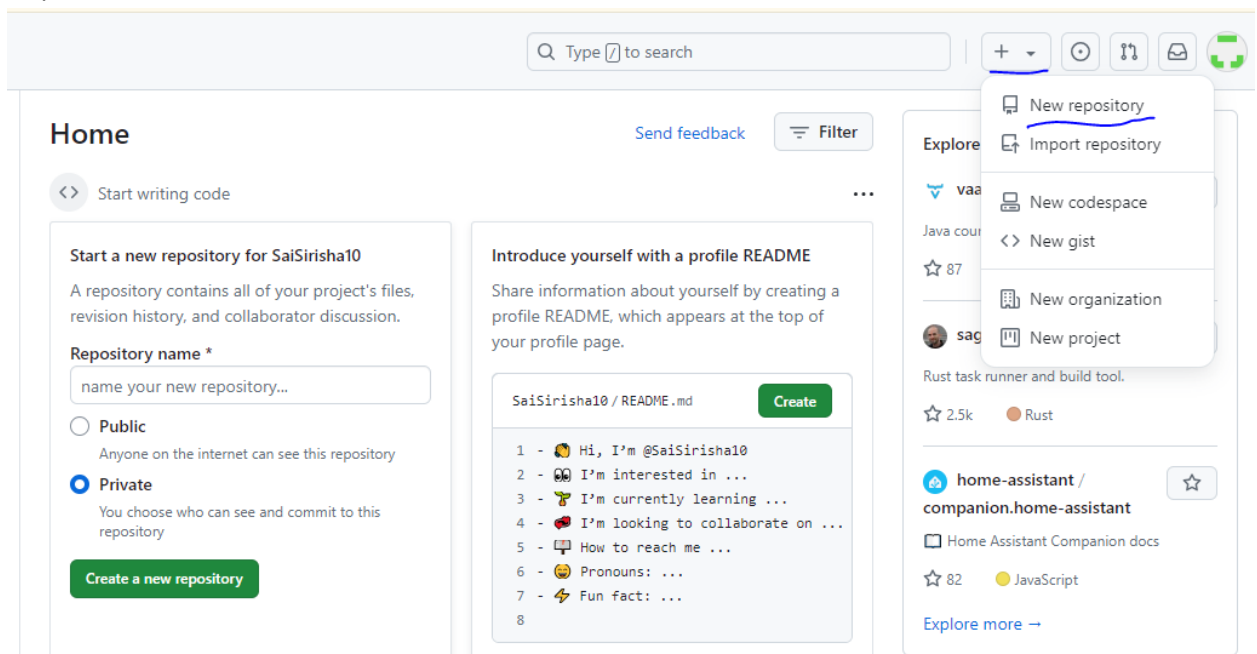 Type / to search
Home
Send feedback
Filter
Start writing code
...
Start a new repository for SaiSirisha10
A repository contains all of your project's files,
revision history, and collaborator discussion.
Repository name *
name your new repository...
Public
Anyone on the internet can see this repository
Private
You choose who can see and commit to this
repository
Create a new repository
Introduce yourself with a profile README
Share information about yourself by creating a
profile README, which appears at the top of
your profile page.
SaiSirisha10 / README.md
Create
1 - 👋 Hi, I'm @SaiSirisha10
2 - 👀 I'm interested in ...
3 - 🌱 I'm currently learning ...
4 - 💞️ I'm looking to collaborate on ...
5 - 📫 How to reach me ...
6 - 😄 Pronouns: ...
7 - ⚡ Fun fact: ...
8
New repository
Import repository
New codespace
New gist
New organization
New project
Explore
vaa
Java cour
87
sag
Rust task runner and build tool.
2.5k Rust
home-assistant /
companion.home-assistant
Home Assistant Companion docs
82 JavaScript
Explore more →